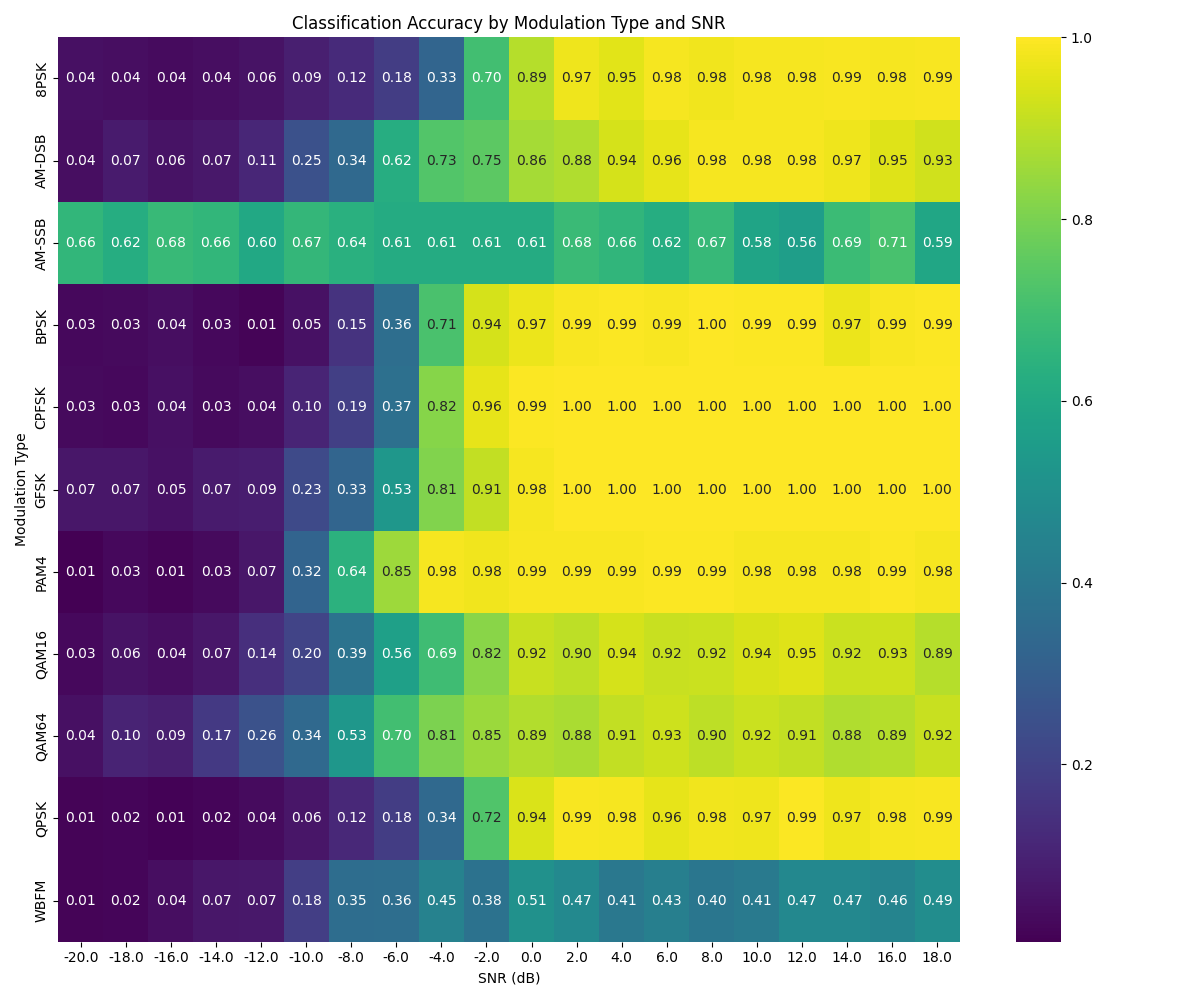 Classification Accuracy by Modulation Type and SNR
8PSK 0.04 0.04 0.04 0.04 0.06 0.09 0.12 0.18 0.33 0.70 0.89 0.97 0.95 0.98 0.98 0.98 0.98 0.99 0.98 0.99
AM-DSB 0.04 0.07 0.06 0.07 0.11 0.25 0.34 0.62 0.73 0.75 0.86 0.88 0.94 0.96 0.98 0.98 0.98 0.97 0.95 0.93
AM-SSB 0.66 0.62 0.68 0.66 0.60 0.67 0.64 0.61 0.61 0.61 0.61 0.68 0.66 0.62 0.67 0.58 0.56 0.69 0.71 0.59
BPSK 0.03 0.03 0.04 0.03 0.01 0.05 0.15 0.36 0.71 0.94 0.97 0.99 0.99 0.99 1.00 0.99 0.99 0.97 0.99 0.99
CPFSK 0.03 0.03 0.04 0.03 0.04 0.10 0.19 0.37 0.82 0.96 0.99 1.00 1.00 1.00 1.00 1.00 1.00 1.00 1.00 1.00
GFSK 0.07 0.07 0.05 0.07 0.09 0.23 0.33 0.53 0.81 0.91 0.98 1.00 1.00 1.00 1.00 1.00 1.00 1.00 1.00 1.00
PAM4 0.01 0.03 0.01 0.03 0.07 0.32 0.64 0.85 0.98 0.98 0.99 0.99 0.99 0.99 0.99 0.98 0.98 0.98 0.99 0.98
QAM16 0.03 0.06 0.04 0.07 0.14 0.20 0.39 0.56 0.69 0.82 0.92 0.90 0.94 0.92 0.92 0.94 0.95 0.92 0.93 0.89
QAM64 0.04 0.10 0.09 0.17 0.26 0.34 0.53 0.70 0.81 0.85 0.89 0.88 0.91 0.93 0.90 0.92 0.91 0.88 0.89 0.92
QPSK 0.01 0.02 0.01 0.02 0.04 0.06 0.12 0.18 0.34 0.72 0.94 0.99 0.98 0.96 0.98 0.97 0.99 0.97 0.98 0.99
WBFM 0.01 0.02 0.04 0.07 0.07 0.18 0.35 0.36 0.45 0.38 0.51 0.47 0.41 0.43 0.40 0.41 0.47 0.47 0.46 0.49
-20.0 -18.0 -16.0 -14.0 -12.0 -10.0 -8.0 -6.0 -4.0 -2.0 0.0 2.0 4.0 6.0 8.0 10.0 12.0 14.0 16.0 18.0
SNR (dB)
Modulation Type
1.0
0.8
0.6
0.4
0.2